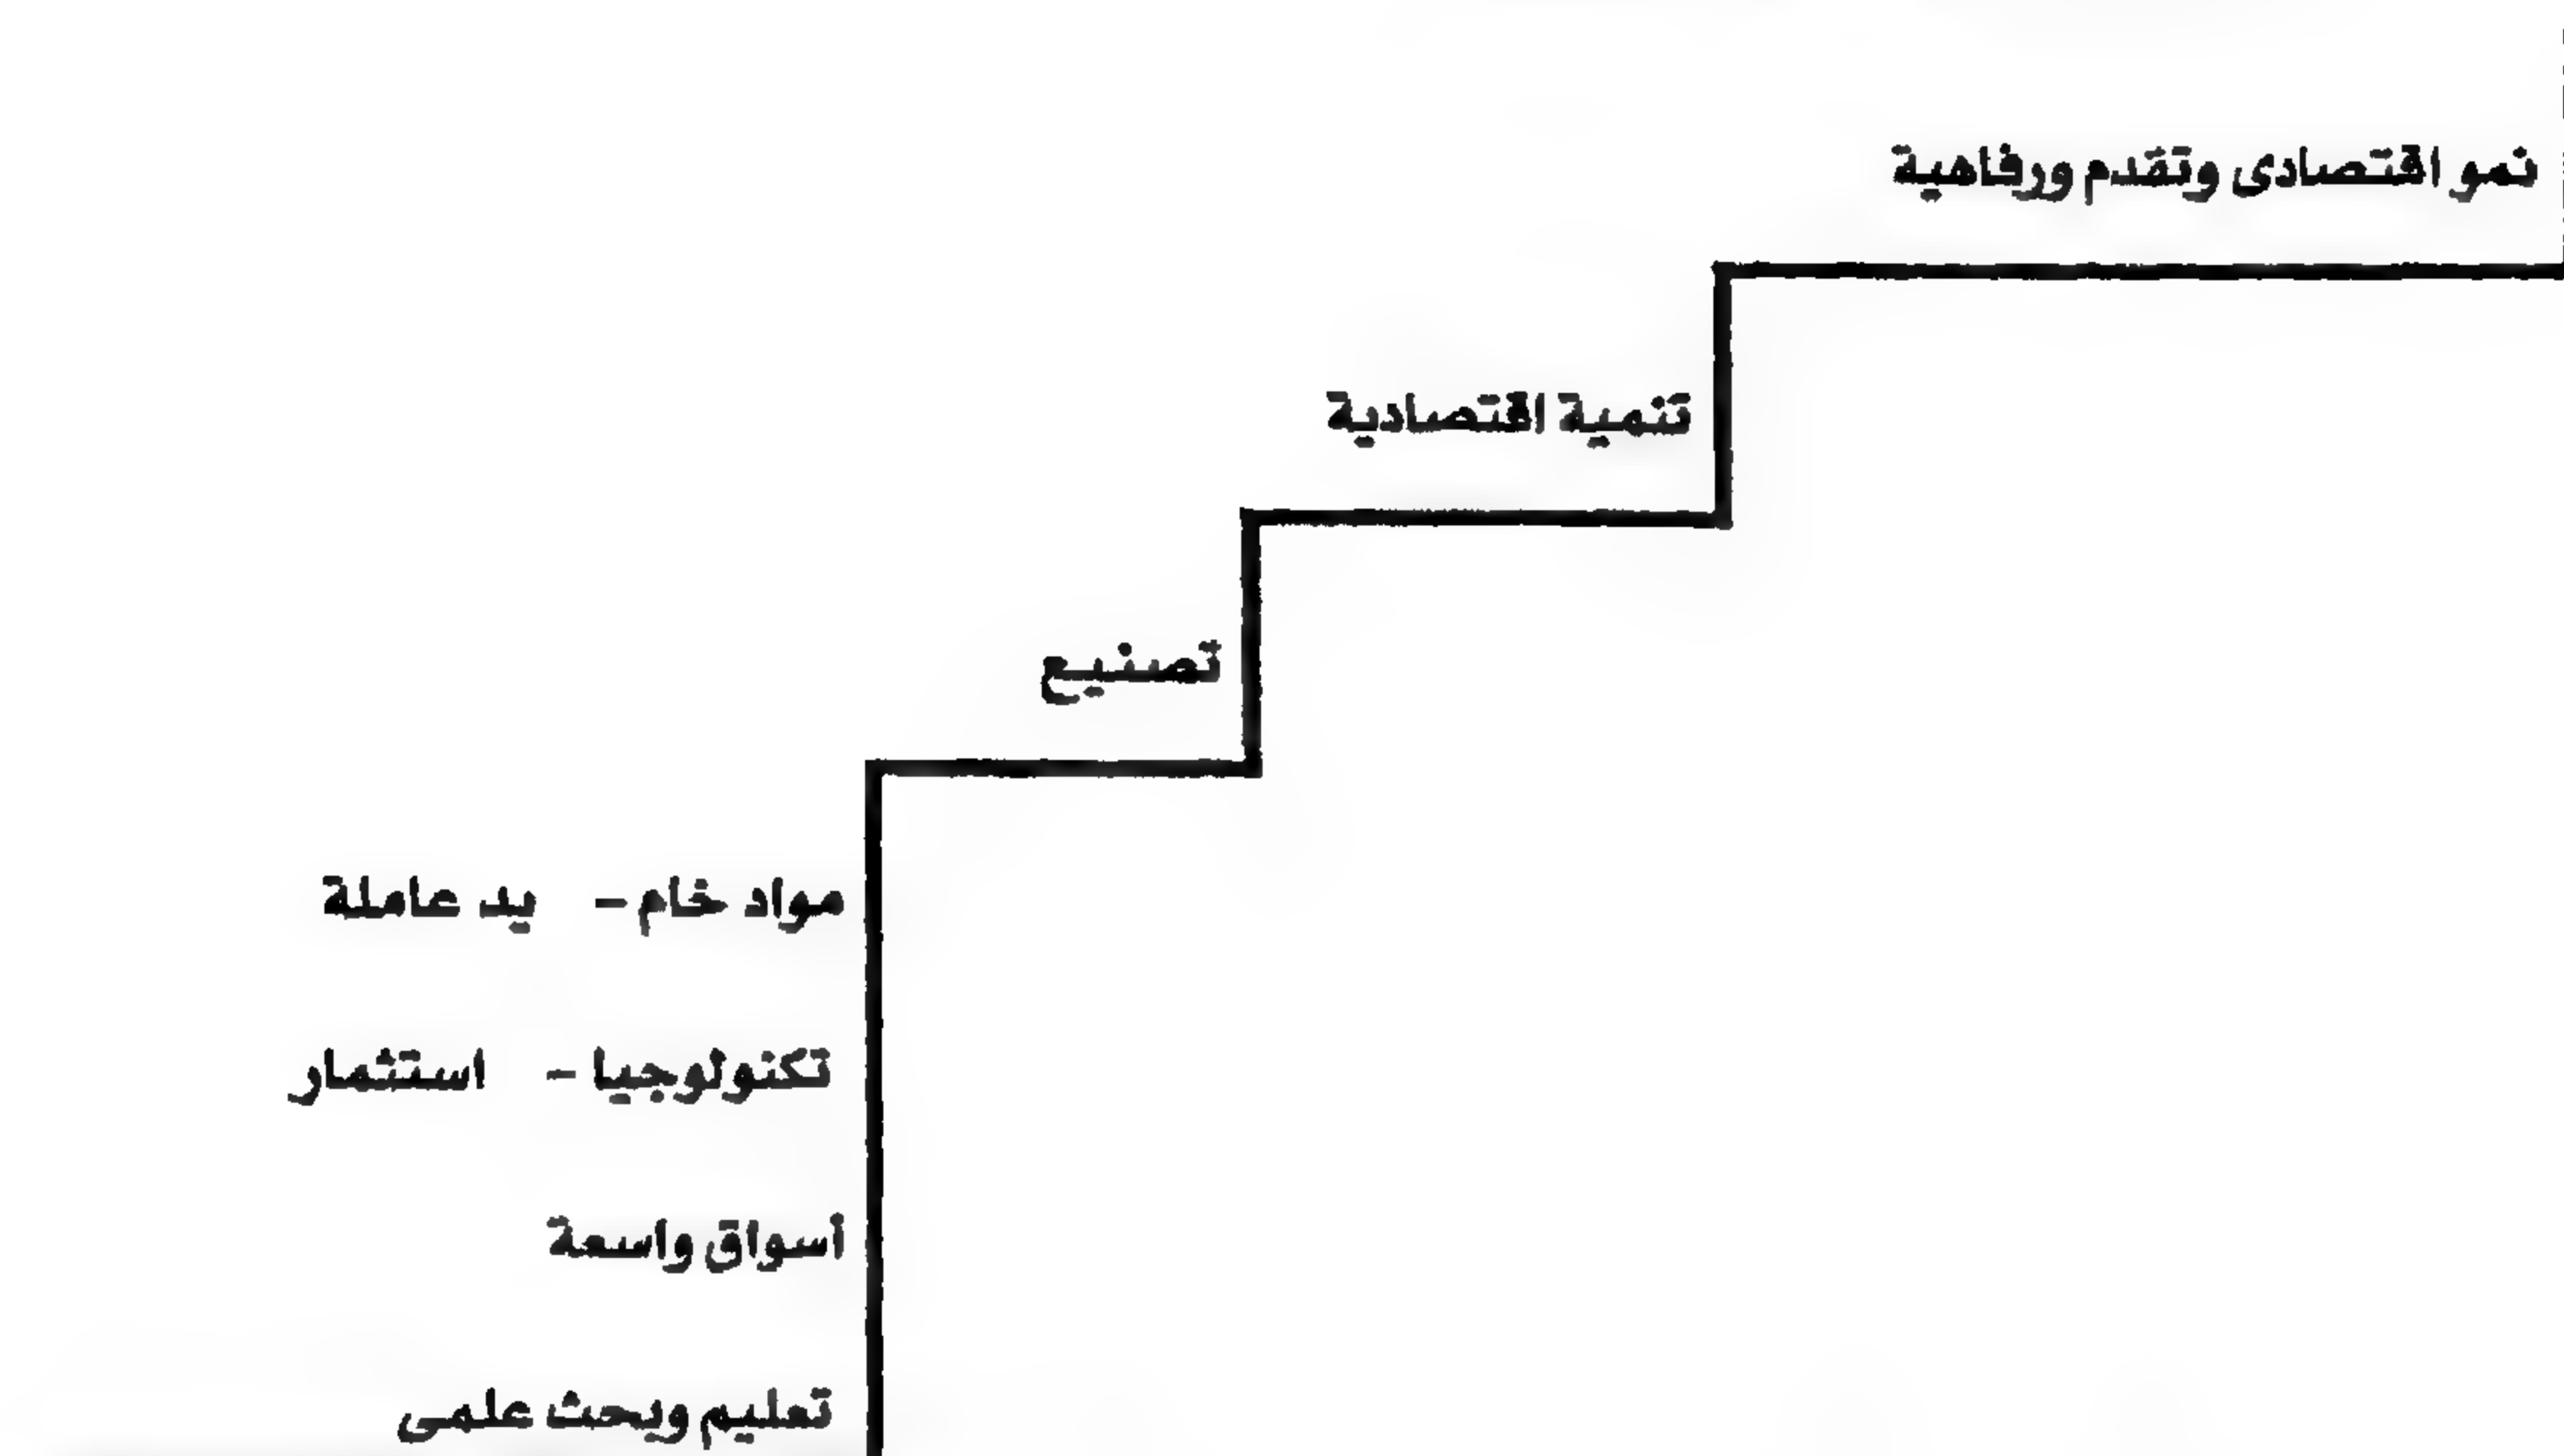 نمو اقتصادى وتقدم ورفاهية
تنمية اقتصادية
تصنيع
مواد خام - يد عاملة
تكنولوجيا - استثمار
أسواق واسعة
تعليم وبحث علمى